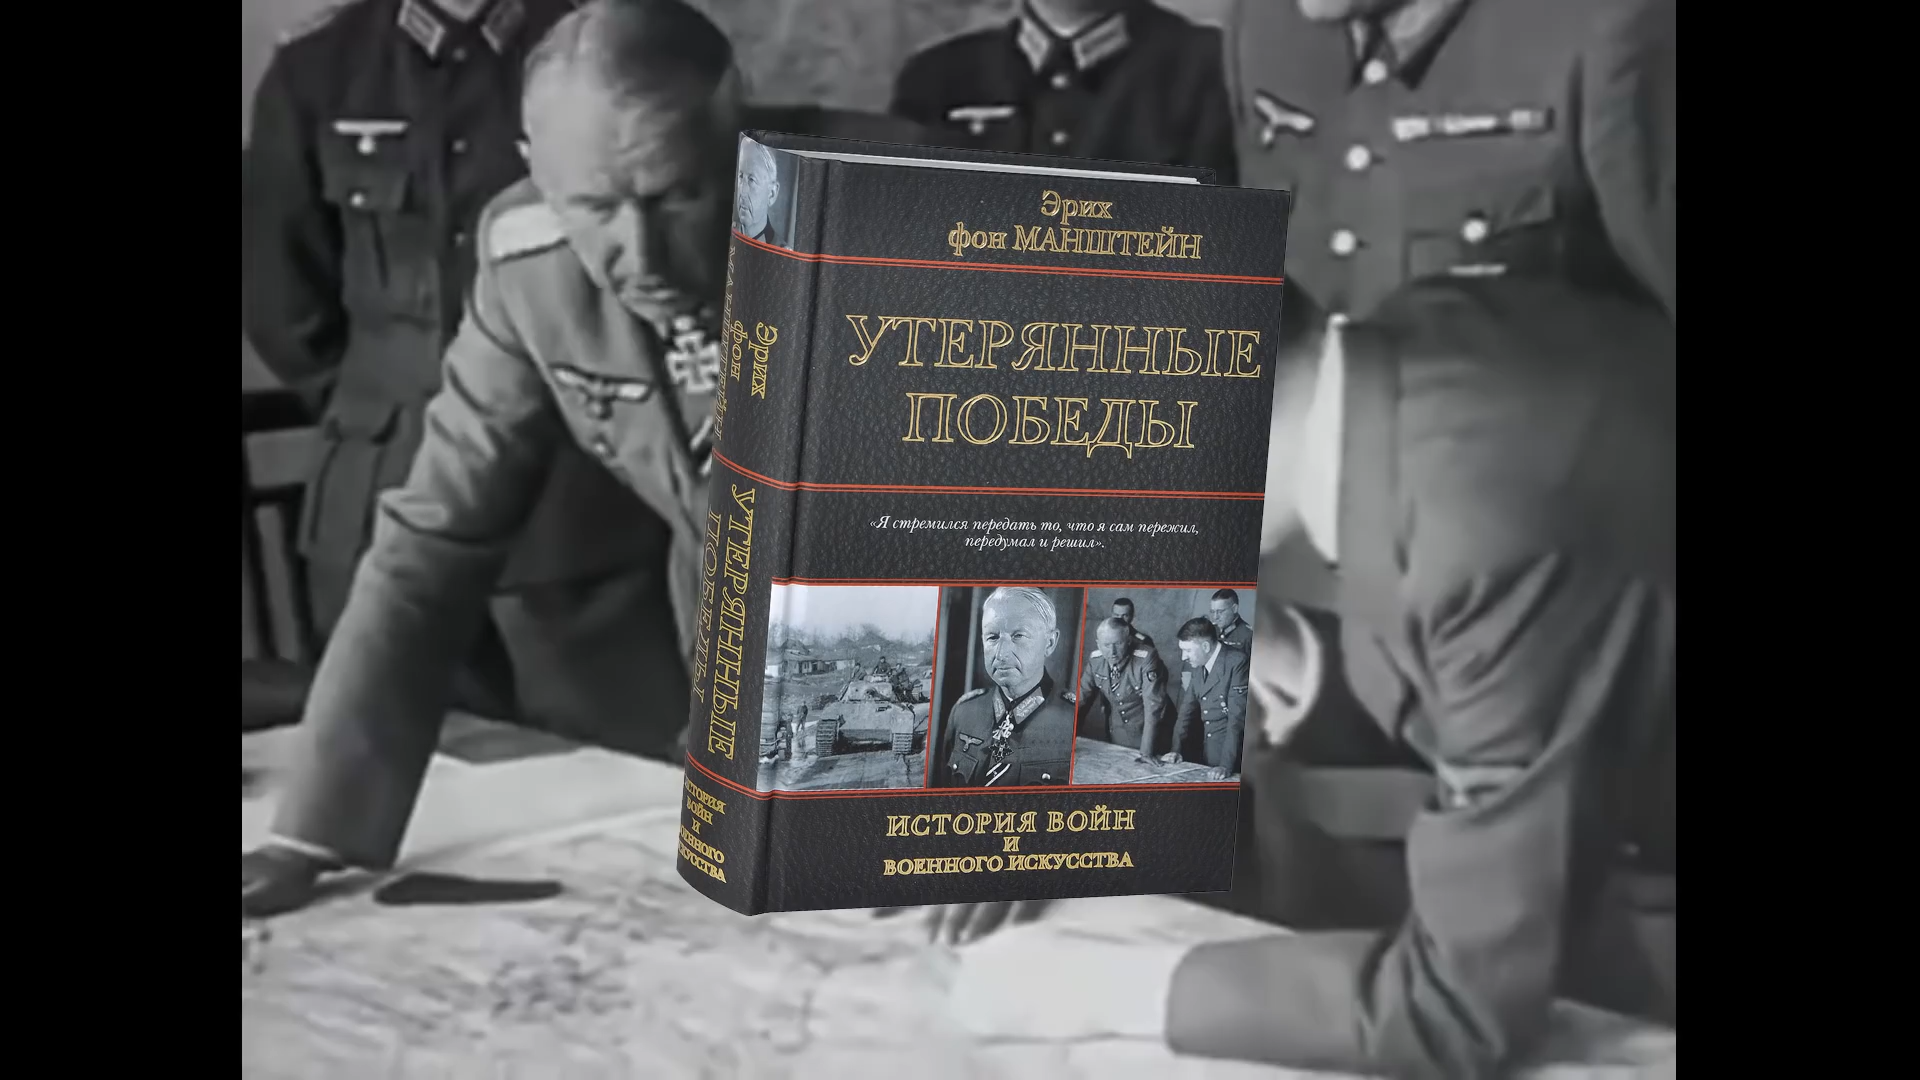 Эрих
фон МАНШТЕЙН
УТЕРЯННЫЕ
ПОБЕДЫ
«Я стремился передать то, что я сам пережил,
передумал и решил».
ИСТОРИЯ ВОЙН
И
ВОЕННОГО ИСКУССТВА
Эрих
фон
МАНШТЕЙН
УТЕРЯННЫЕ
ПОБЕДЫ
ИСТОРИЯ
ВОЙН
И
ВОЕННОГО
ИСКУССТВА